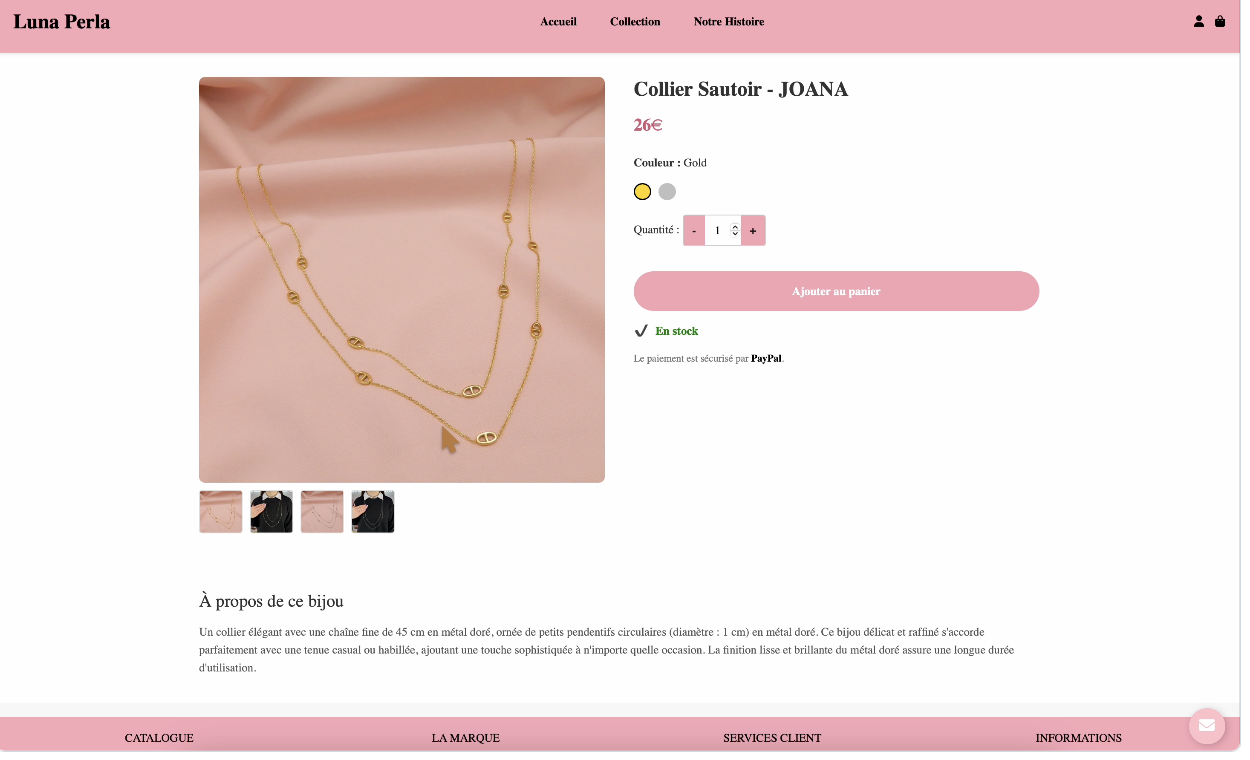 Luna Perla
Accueil
Collection
Notre Histoire
Collier Sautoir - JOANA
26€
Couleur : Gold
Quantité : - 1 +
Ajouter au panier
En stock
Le paiement est sécurisé par PayPal.
À propos de ce bijou
Un collier élégant avec une chaîne fine de 45 cm en métal doré, ornée de petits pendentifs circulaires (diamètre : 1 cm) en métal doré. Ce bijou délicat et raffiné s'accorde
parfaitement avec une tenue casual ou habillée, ajoutant une touche sophistiquée à n'importe quelle occasion. La finition lisse et brillante du métal doré assure une longue durée
d'utilisation.
CATALOGUE
LA MARQUE
SERVICES CLIENT
INFORMATIONS